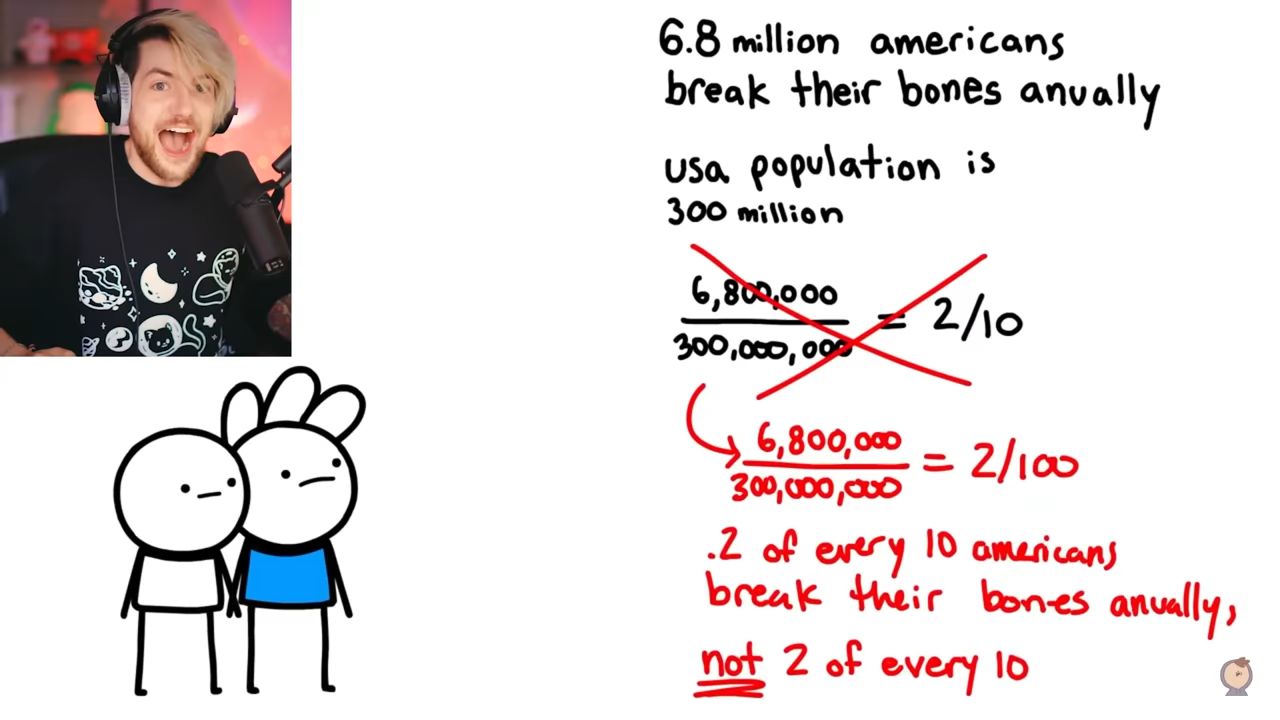 6.8 million americans
break their bones anually
usa population is
300 million
6,800,000
300,000,000
= 2/10
6,800,000
300,000,000
= 2/100
.2 of every 10 americans
break their bones anually,
not 2 of every 10